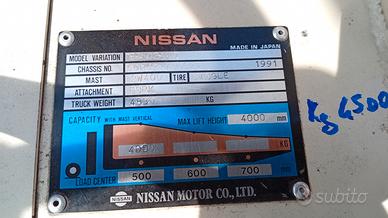 NISSAN
MADE IN JAPAN
MODEL VARIATION
CHASSIS NO. 1991
MAST TIRE
ATTACHMENT
TRUCK WEIGHT KG
CAPACITY WITH MAST VERTICAL MAX LIFT HEIGHT 4000 mm
KG
LOAD CENTER 500 600 700 mm
NISSAN NISSAN MOTOR CO., LTD.
Kg 4500
subito